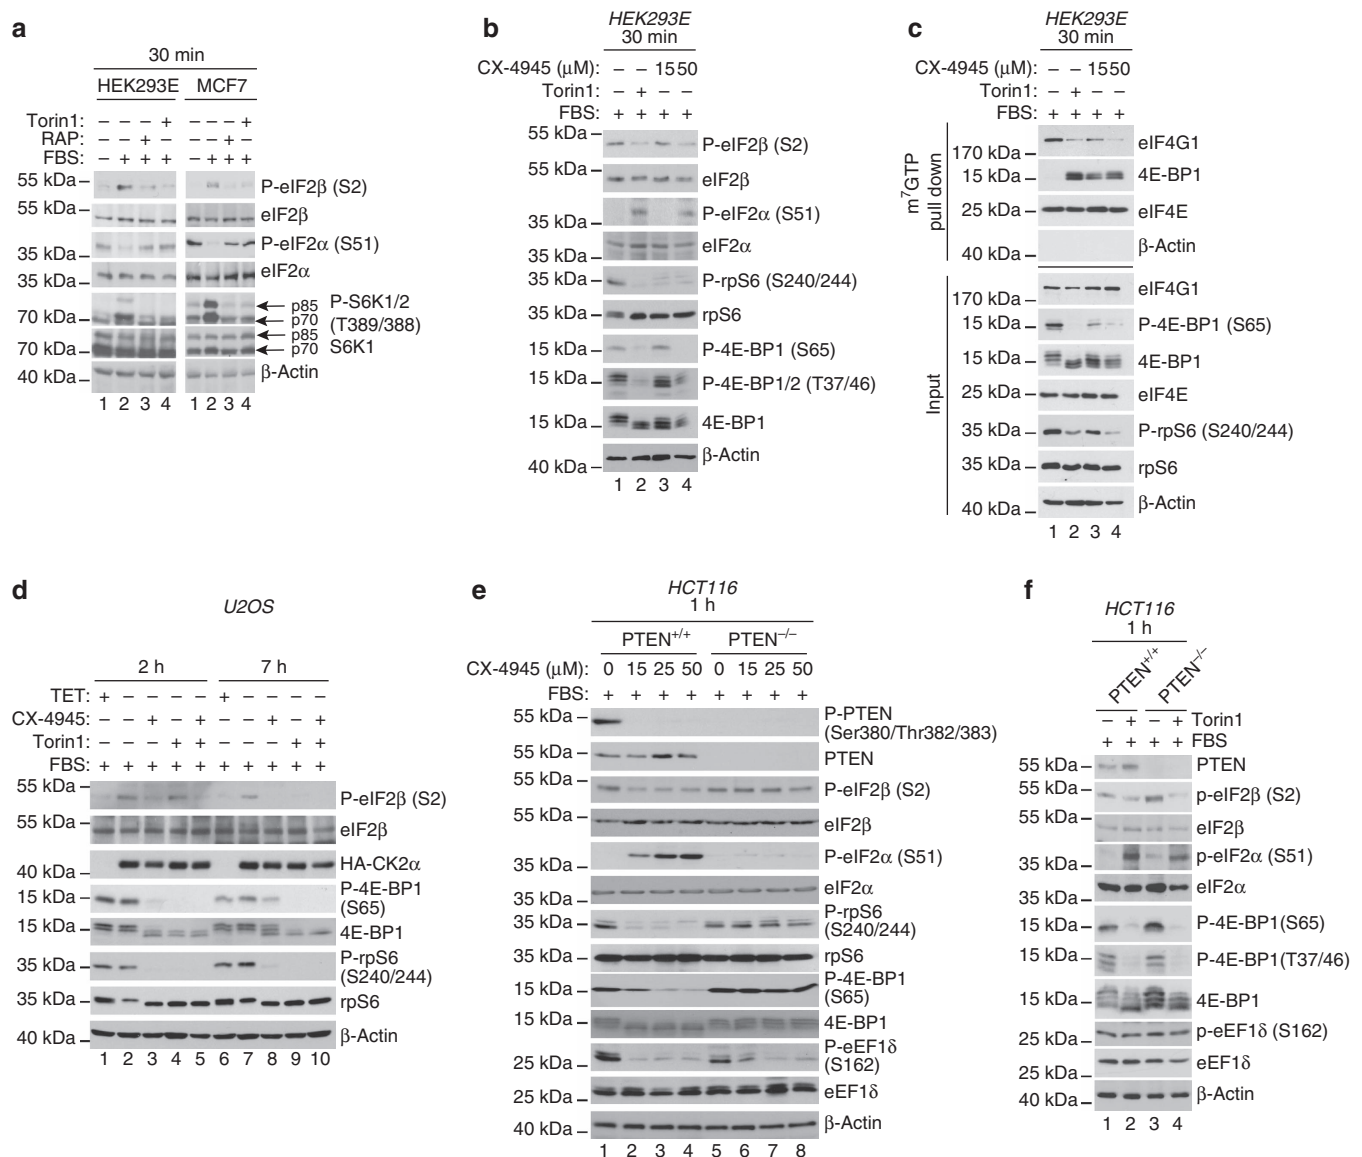 a
30 min
HEK293E MCF7
Torin1: – – – + – – – +
RAP: – – + – – – + –
FBS: – + + + – + + +
55 kDa P-eIF2β (S2)
55 kDa eIF2β
35 kDa P-eIF2α (S51)
35 kDa eIF2α
p85 P-S6K1/2
70 kDa p70 (T389/388)
p85
70 kDa p70 S6K1
40 kDa β-Actin
1 2 3 4 1 2 3 4
b
HEK293E
30 min
CX-4945 (μM): – – 15 50
Torin1: – + – –
FBS: + + + +
55 kDa P-eIF2β (S2)
55 kDa eIF2β
35 kDa P-eIF2α (S51)
35 kDa eIF2α
35 kDa P-rpS6 (S240/244)
35 kDa rpS6
15 kDa P-4E-BP1 (S65)
15 kDa P-4E-BP1/2 (T37/46)
15 kDa 4E-BP1
40 kDa β-Actin
1 2 3 4
c
HEK293E
30 min
CX-4945 (μM): – – 15 50
Torin1: – + – –
FBS: + + + +
m7GTP pull down
170 kDa eIF4G1
15 kDa 4E-BP1
25 kDa eIF4E
40 kDa β-Actin
Input
170 kDa eIF4G1
15 kDa P-4E-BP1 (S65)
15 kDa 4E-BP1
25 kDa eIF4E
35 kDa P-rpS6 (S240/244)
35 kDa rpS6
40 kDa β-Actin
1 2 3 4
d
U2OS
2 h 7 h
TET: + – – – – + – – – –
CX-4945: – – + – + – – + – +
Torin1: – – – + + – – – + +
FBS: + + + + + + + + + +
55 kDa P-eIF2β (S2)
55 kDa eIF2β
40 kDa HA-CK2α
15 kDa P-4E-BP1 (S65)
15 kDa 4E-BP1
35 kDa P-rpS6 (S240/244)
35 kDa rpS6
40 kDa β-Actin
1 2 3 4 5 6 7 8 9 10
e
HCT116
1 h
PTEN+/+ PTEN–/–
CX-4945 (μM): 0 15 25 50 0 15 25 50
FBS: + + + + + + + +
55 kDa P-PTEN (Ser380/Thr382/383)
55 kDa PTEN
55 kDa P-eIF2β (S2)
55 kDa eIF2β
35 kDa P-eIF2α (S51)
35 kDa eIF2α
35 kDa P-rpS6 (S240/244)
35 kDa rpS6
15 kDa P-4E-BP1 (S65)
15 kDa 4E-BP1
25 kDa P-eEF1δ (S162)
25 kDa eEF1δ
40 kDa β-Actin
1 2 3 4 5 6 7 8
f
HCT116
1 h
PTEN+/+ PTEN–/–
– + – + Torin1
+ + + + FBS
55 kDa PTEN
55 kDa p-eIF2β (S2)
55 kDa eIF2β
35 kDa p-eIF2α (S51)
35 kDa eIF2α
15 kDa P-4E-BP1(S65)
15 kDa P-4E-BP1(T37/46)
15 kDa 4E-BP1
25 kDa p-eEF1δ (S162)
25 kDa eEF1δ
40 kDa β-Actin
1 2 3 4